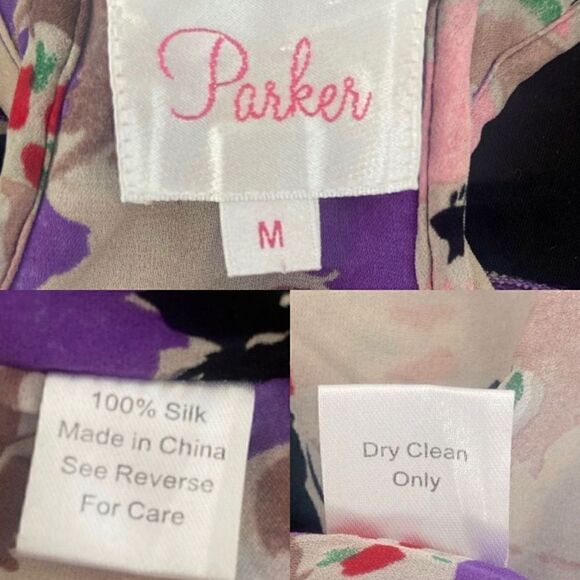 Parker
M
100% Silk
Made in China
See Reverse
For Care
Dry Clean
Only